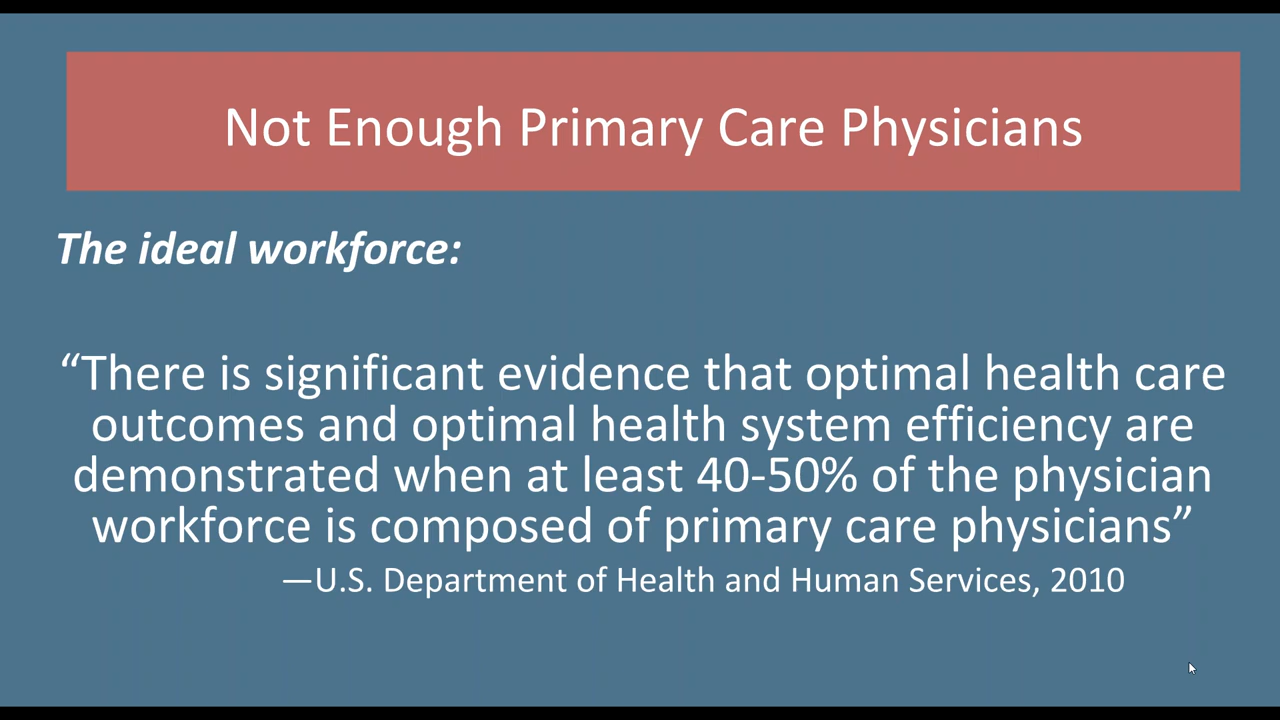 Not Enough Primary Care Physicians
The ideal workforce:
“There is significant evidence that optimal health care
outcomes and optimal health system efficiency are
demonstrated when at least 40-50% of the physician
workforce is composed of primary care physicians”
—U.S. Department of Health and Human Services, 2010